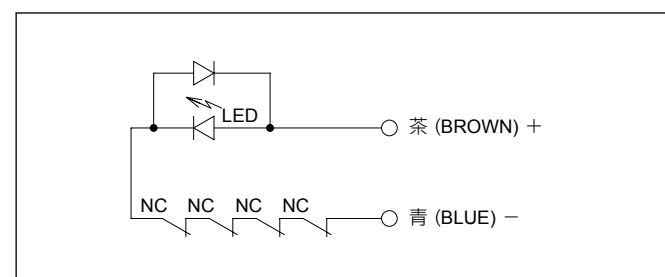 LED
茶 (BROWN) +
NC NC NC NC
青 (BLUE) −